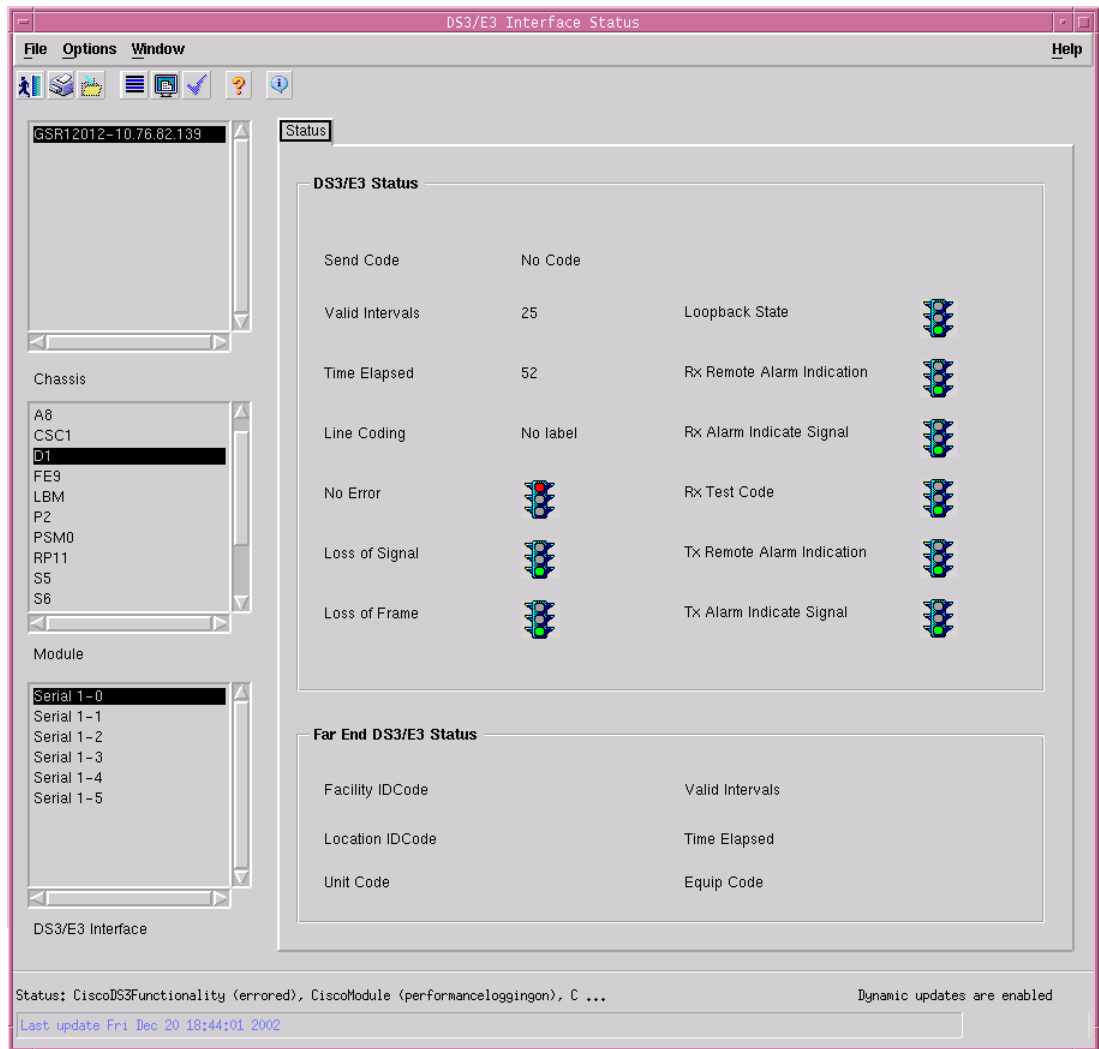 DS3/E3 Interface Status
File Options Window Help
GSR12012-10.76.82.139
Chassis
A8
CSC1
D1
FE9
LBM
P2
PSM0
RP11
S5
S6
Module
Serial 1-0
Serial 1-1
Serial 1-2
Serial 1-3
Serial 1-4
Serial 1-5
DS3/E3 Interface
Status
DS3/E3 Status
Send Code No Code
Valid Intervals 25 Loopback State
Time Elapsed 52 Rx Remote Alarm Indication
Line Coding No label Rx Alarm Indicate Signal
No Error Rx Test Code
Loss of Signal Tx Remote Alarm Indication
Loss of Frame Tx Alarm Indicate Signal
Far End DS3/E3 Status
Facility IDCode Valid Intervals
Location IDCode Time Elapsed
Unit Code Equip Code
Status: CiscoDS3Functionality (errored), CiscoModule (performanceloggingon), C ... Dynamic updates are enabled
Last update Fri Dec 20 18:44:01 2002